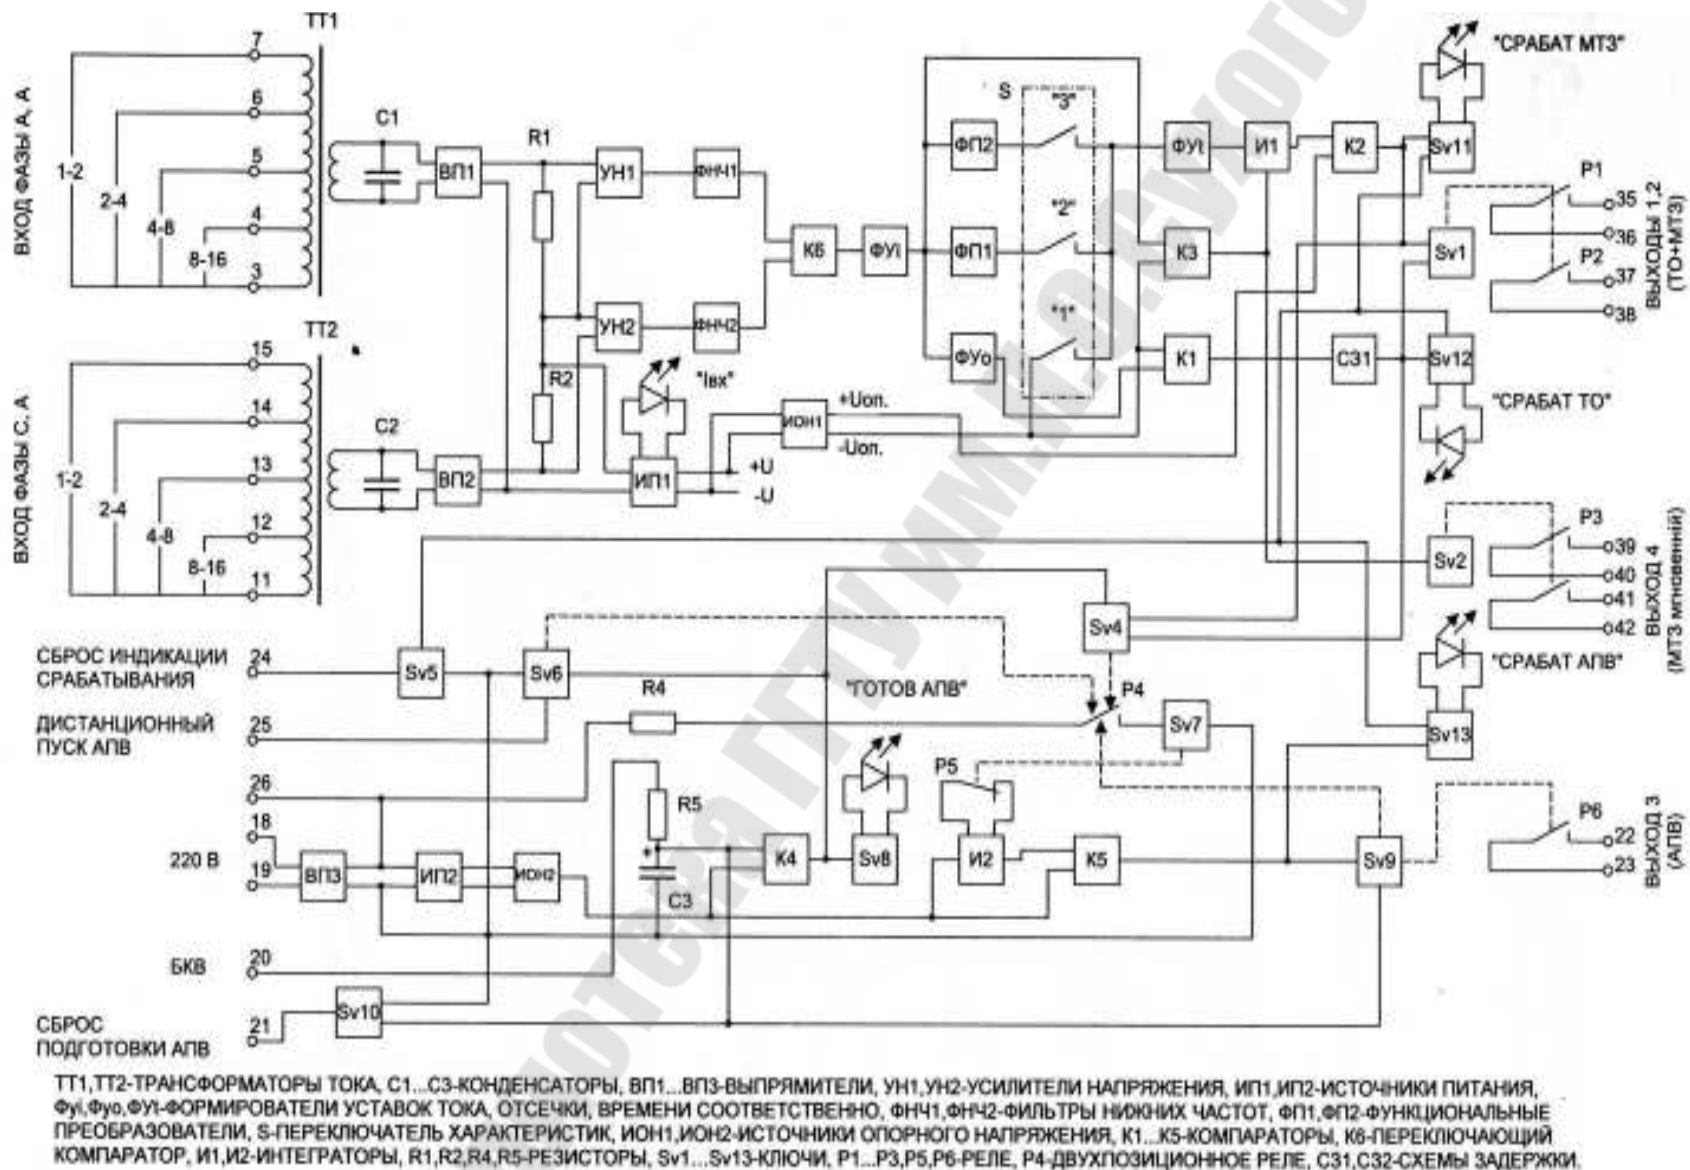 ТТ1
7
6
5
4
3
1-2
2-4
4-8
8-16
ВХОД ФАЗЫ А, А
С1
ВП1
R1
УН1
ФНЧ1
УН2
ФНЧ2
К6
ФУi
S
"3"
"2"
"1"
ФП2
ФП1
ФУо
ФУt
И1
К2
К3
К1
СЗ1
Sv11
"СРАБАТ МТЗ"
Sv1
Р1
35
36
Р2
37
38
ВЫХОДЫ 1,2
(ТО+МТЗ)
Sv12
"СРАБАТ ТО"
ТТ2
15
14
13
12
11
1-2
2-4
4-8
8-16
ВХОД ФАЗЫ С, А
С2
ВП2
R2
"Iвх"
ИП1
+U
-U
ИОН1
+Uоп.
-Uоп.
Sv2
Р3
39
40
41
42
ВЫХОД 4
(МТЗ мгновенній)
СБРОС ИНДИКАЦИИ
СРАБАТЫВАНИЯ
24
Sv5
Sv6
Sv4
"СРАБАТ АПВ"
Sv13
ДИСТАНЦИОННЫЙ
ПУСК АПВ
25
R4
"ГОТОВ АПВ"
Р4
Sv7
26
18
220 В
19
ВП3
ИП2
ИОН2
R5
+
С3
К4
Sv8
Р5
И2
К5
Sv9
Р6
22
23
ВЫХОД 3
(АПВ)
БКВ
20
Sv10
СБРОС
ПОДГОТОВКИ АПВ
21
ТТ1,ТТ2-ТРАНСФОРМАТОРЫ ТОКА, С1...С3-КОНДЕНСАТОРЫ, ВП1...ВП3-ВЫПРЯМИТЕЛИ, УН1,УН2-УСИЛИТЕЛИ НАПРЯЖЕНИЯ, ИП1,ИП2-ИСТОЧНИКИ ПИТАНИЯ,
Фуi,Фуо,ФУt-ФОРМИРОВАТЕЛИ УСТАВОК ТОКА, ОТСЕЧКИ, ВРЕМЕНИ СООТВЕТСТВЕННО, ФНЧ1,ФНЧ2-ФИЛЬТРЫ НИЖНИХ ЧАСТОТ, ФП1,ФП2-ФУНКЦИОНАЛЬНЫЕ
ПРЕОБРАЗОВАТЕЛИ, S-ПЕРЕКЛЮЧАТЕЛЬ ХАРАКТЕРИСТИК, ИОН1,ИОН2-ИСТОЧНИКИ ОПОРНОГО НАПРЯЖЕНИЯ, К1...К5-КОМПАРАТОРЫ, К6-ПЕРЕКЛЮЧАЮЩИЙ
КОМПАРАТОР, И1,И2-ИНТЕГРАТОРЫ, R1,R2,R4,R5-РЕЗИСТОРЫ, Sv1...Sv13-КЛЮЧИ, Р1...Р3,Р5,Р6-РЕЛЕ, Р4-ДВУХПОЗИЦИОННОЕ РЕЛЕ, СЗ1,СЗ2-СХЕМЫ ЗАДЕРЖКИ.